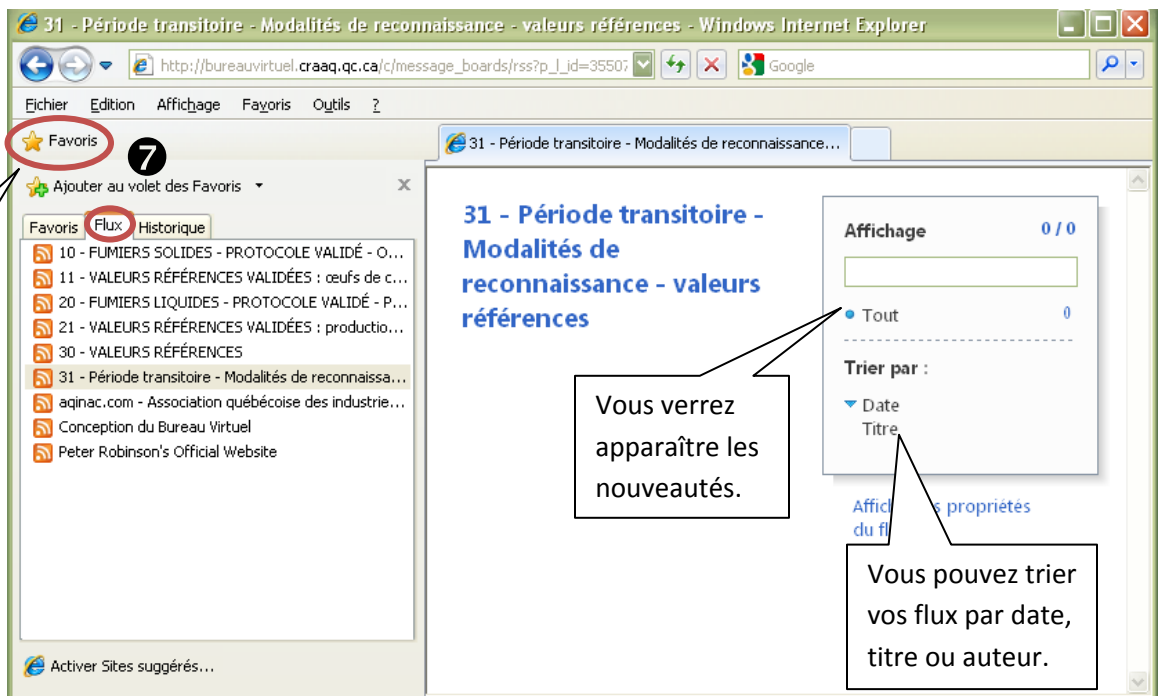 31 - Période transitoire - Modalités de reconnaissance - valeurs références - Windows Internet Explorer
http://bureauvirtuel.craaq.qc.ca/c/message_boards/rss?p_l_id=35507
Google
Fichier Edition Affichage Favoris Outils ?
Favoris
7
31 - Période transitoire - Modalités de reconnaissance...
Ajouter au volet des Favoris
x
Favoris Flux Historique
10 - FUMIERS SOLIDES - PROTOCOLE VALIDÉ - O...
11 - VALEURS RÉFÉRENCES VALIDÉES : œufs de c...
20 - FUMIERS LIQUIDES - PROTOCOLE VALIDÉ - P...
21 - VALEURS RÉFÉRENCES VALIDÉES : productio...
30 - VALEURS RÉFÉRENCES
31 - Période transitoire - Modalités de reconnaissa...
aqinac.com - Association québécoise des industrie...
Conception du Bureau Virtuel
Peter Robinson's Official Website
Activer Sites suggérés...
31 - Période transitoire -
Modalités de
reconnaissance - valeurs
références
Affichage 0 / 0
Tout 0
Trier par :
Date
Titre
propriétés
Vous verrez
apparaître les
nouveautés.
Vous pouvez trier
vos flux par date,
titre ou auteur.